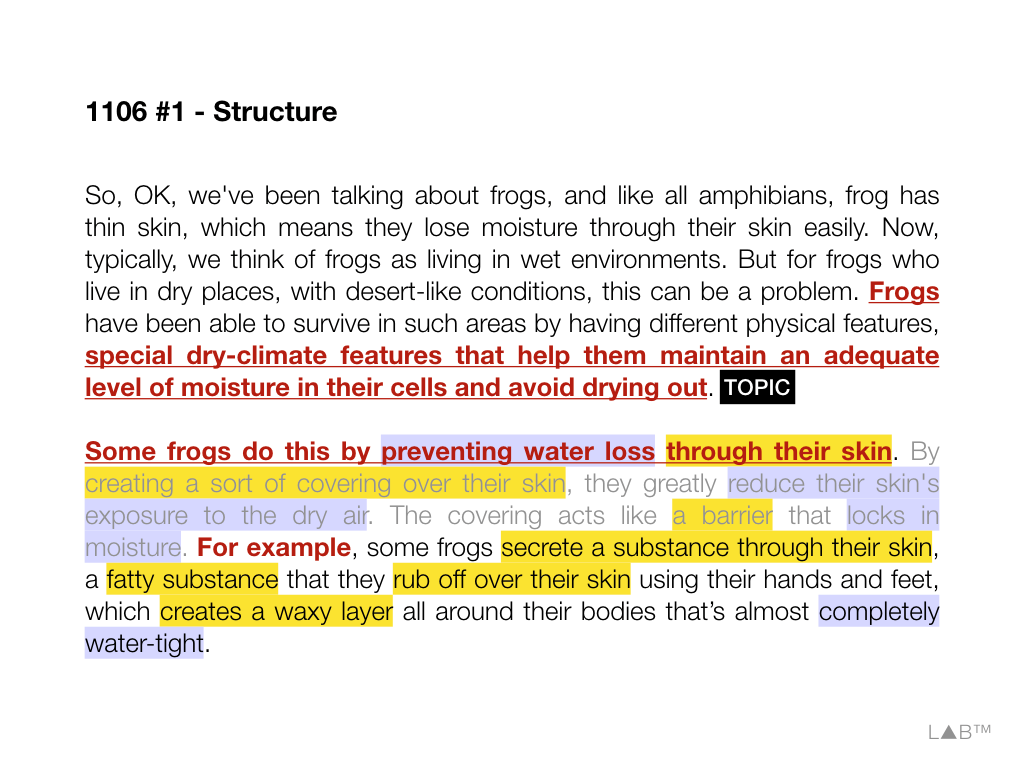 1106 #1 - Structure
So, OK, we've been talking about frogs, and like all amphibians, frog has
thin skin, which means they lose moisture through their skin easily. Now,
typically, we think of frogs as living in wet environments. But for frogs who
live in dry places, with desert-like conditions, this can be a problem. Frogs
have been able to survive in such areas by having different physical features,
special dry-climate features that help them maintain an adequate
level of moisture in their cells and avoid drying out. TOPIC
Some frogs do this by preventing water loss through their skin. By
creating a sort of covering over their skin, they greatly reduce their skin's
exposure to the dry air. The covering acts like a barrier that locks in
moisture. For example, some frogs secrete a substance through their skin,
a fatty substance that they rub off over their skin using their hands and feet,
which creates a waxy layer all around their bodies that’s almost completely
water-tight.
L▲B™